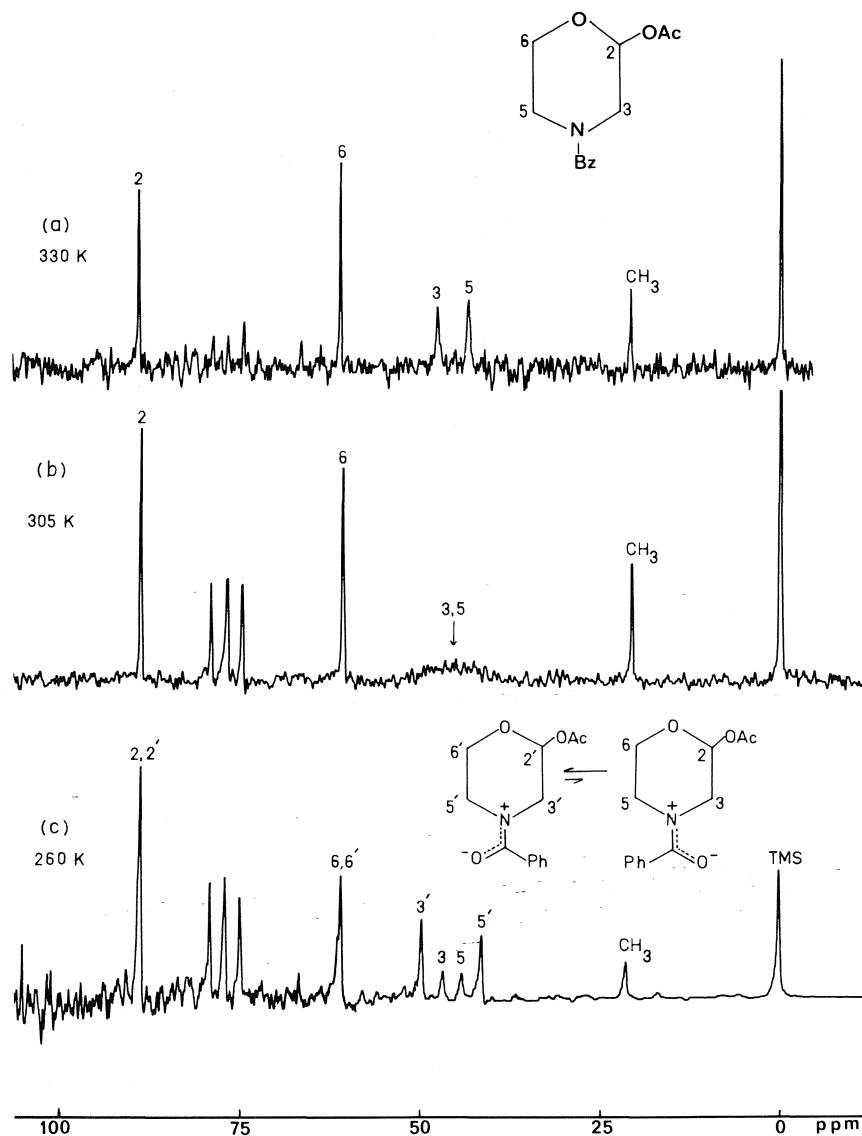 O
6
2
OAc
5
3
N
Bz
(a)
330 K
2
6
3
5
CH3
(b)
305 K
2
6
3,5
CH3
(c)
260 K
2,2′
6,6′
3′
3
5
5′
CH3
TMS
O
6′
2′
OAc
5′
3′
+
N
-O
Ph
O
6
2
OAc
5
3
+
N
Ph
O-
100
75
50
25
0
ppm